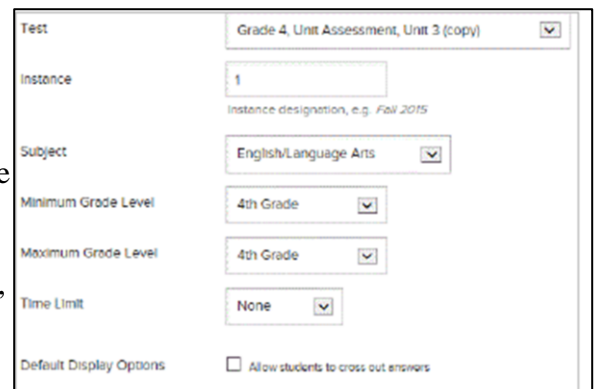 Test Grade 4, Unit Assessment, Unit 3 (copy)
Instance 1
Instance designation, e.g. Fall 2015
Subject English/Language Arts
e
Minimum Grade Level 4th Grade
Maximum Grade Level 4th Grade
,
Time Limit None
Default Display Options Allow students to cross out answers